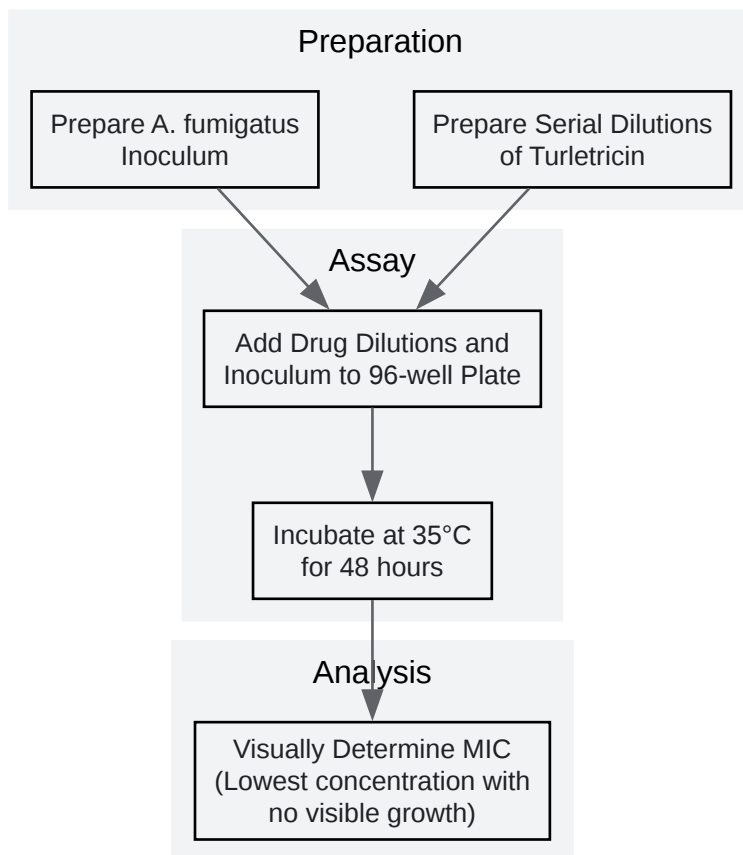 Preparation
Prepare A. fumigatus
Inoculum
Prepare Serial Dilutions
of Turletricin
Assay
Add Drug Dilutions and
Inoculum to 96-well Plate
Incubate at 35°C
for 48 hours
Analysis
Visually Determine MIC
(Lowest concentration with
no visible growth)